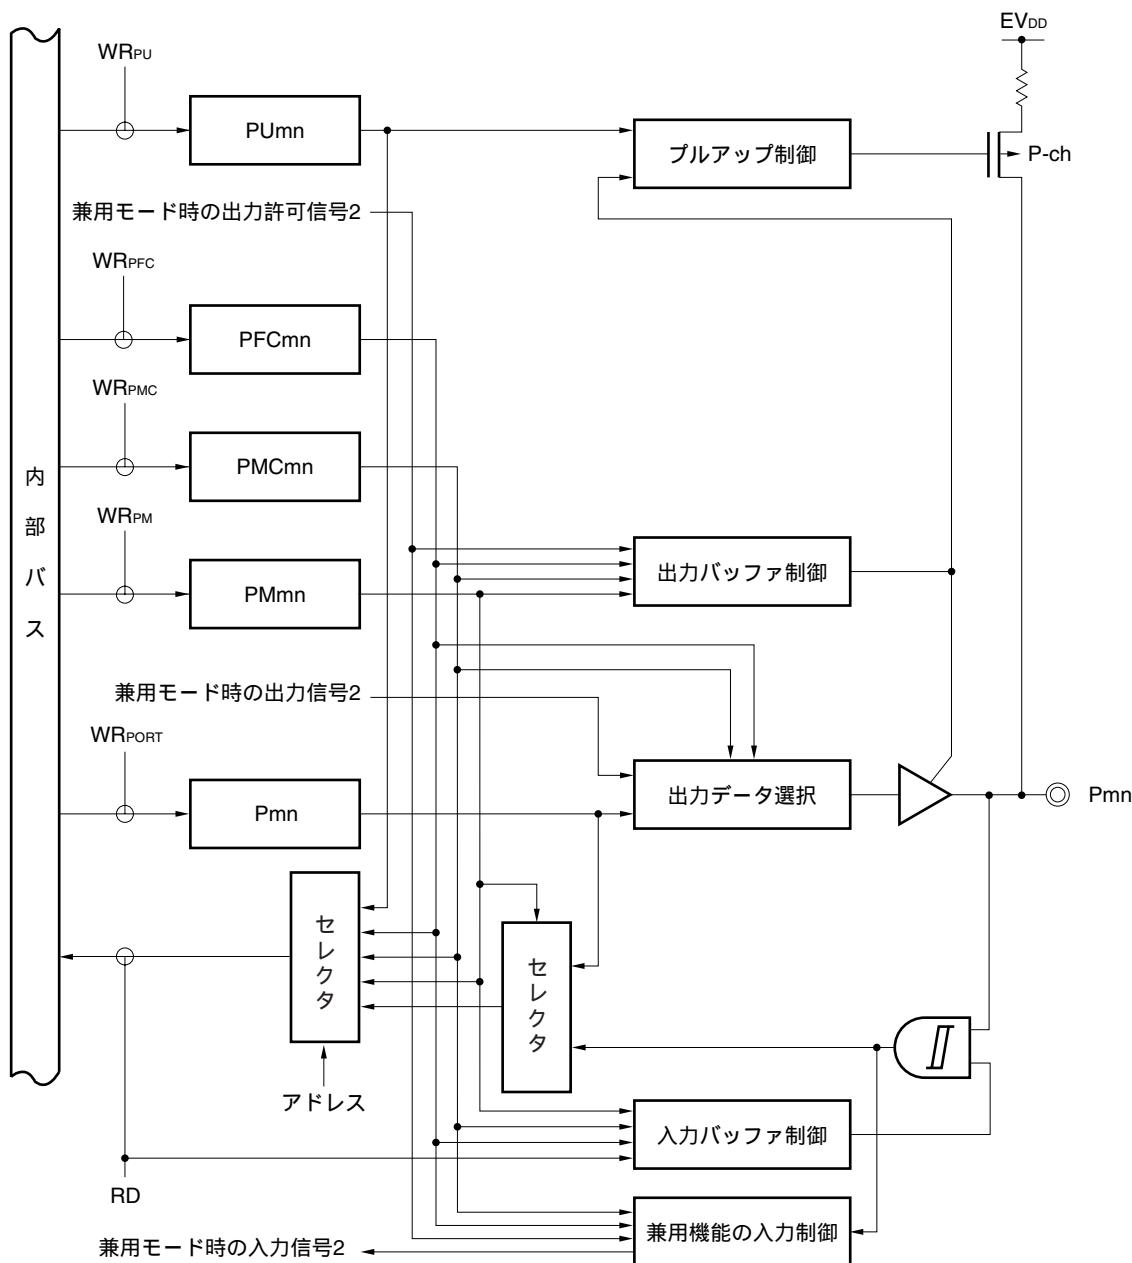 EVDD
WRPU
PUmn
プルアップ制御
P-ch
兼用モード時の出力許可信号2
WRPFC
PFCmn
WRPMC
PMCmn
内部バス
WRPM
PMmn
出力バッファ制御
兼用モード時の出力信号2
WRPORT
Pmn
出力データ選択
Pmn
セレクタ
セレクタ
アドレス
入力バッファ制御
RD
兼用機能の入力制御
兼用モード時の入力信号2